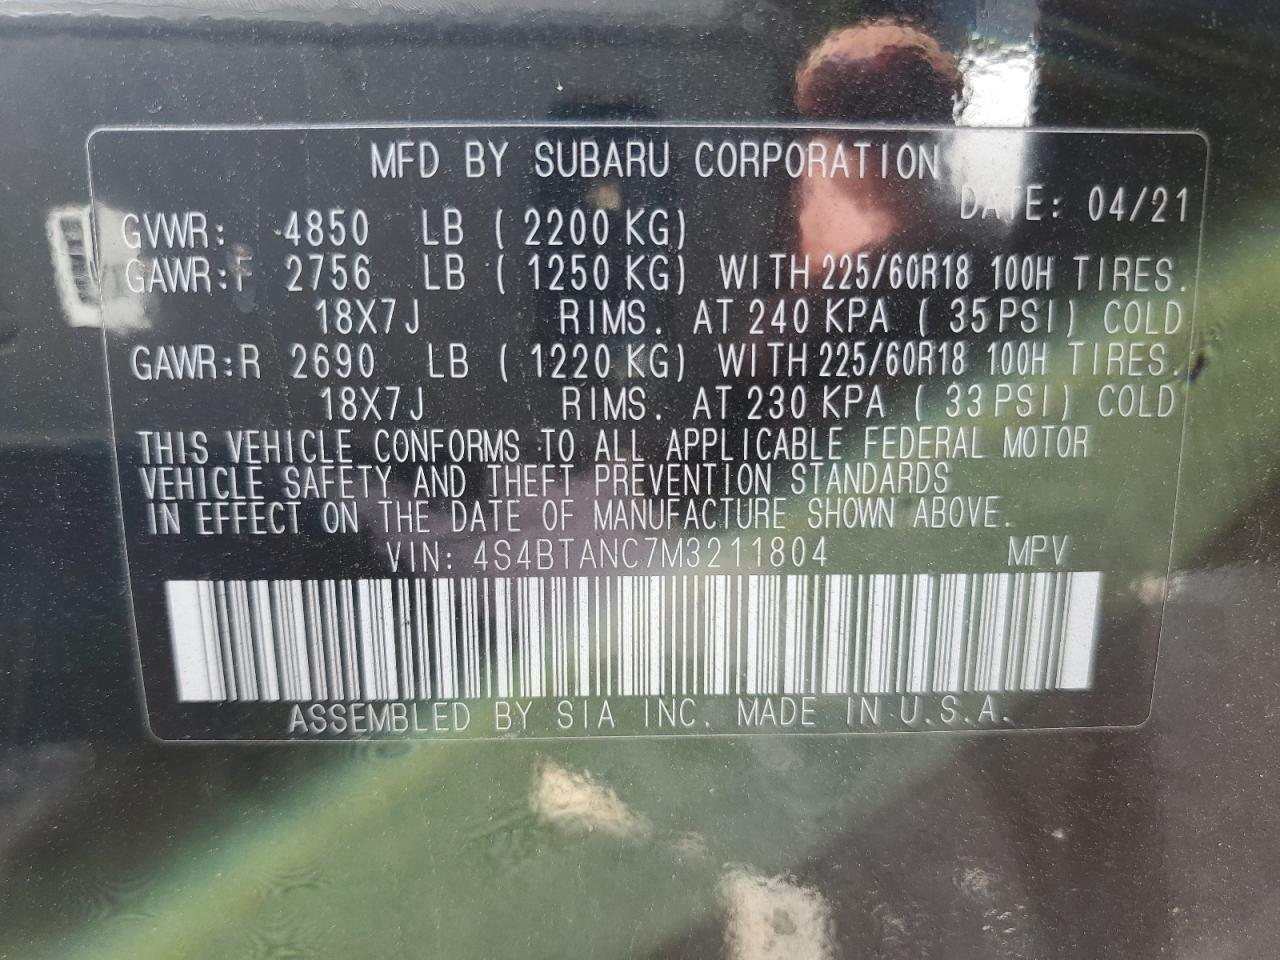 MFD BY SUBARU CORPORATION
DATE: 04/21
GVWR: 4850 LB ( 2200 KG)
GAWR:F 2756 LB ( 1250 KG) WITH 225/60R18 100H TIRES.
18X7J RIMS. AT 240 KPA ( 35 PSI) COLD
GAWR:R 2690 LB ( 1220 KG) WITH 225/60R18 100H TIRES.
18X7J RIMS. AT 230 KPA ( 33 PSI) COLD
THIS VEHICLE CONFORMS TO ALL APPLICABLE FEDERAL MOTOR
VEHICLE SAFETY AND THEFT PREVENTION STANDARDS
IN EFFECT ON THE DATE OF MANUFACTURE SHOWN ABOVE.
VIN: 4S4BTANC7M3211804 MPV
ASSEMBLED BY SIA INC. MADE IN U.S.A.